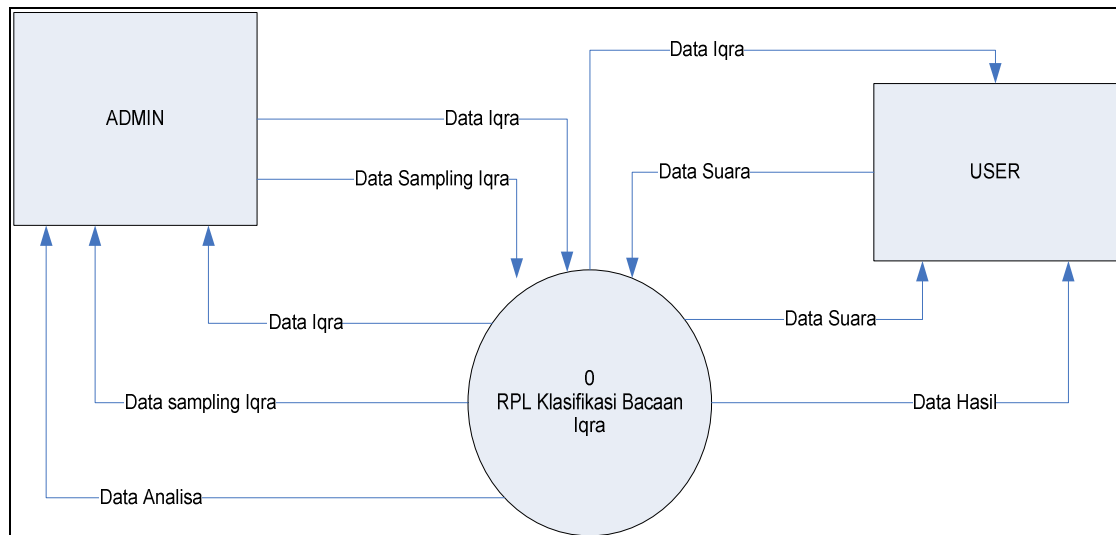 Data Iqra
ADMIN
Data Iqra
Data Sampling Iqra
Data Suara
USER
Data Iqra
Data Suara
0
RPL Klasifikasi Bacaan
Iqra
Data sampling Iqra
Data Hasil
Data Analisa